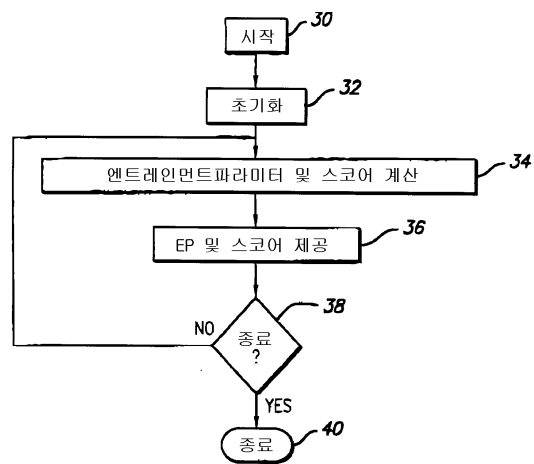 시작
30
초기화
32
엔트레인먼트파라미터 및 스코어 계산
34
EP 및 스코어 제공
36
종료
?
38
NO
YES
종료
40